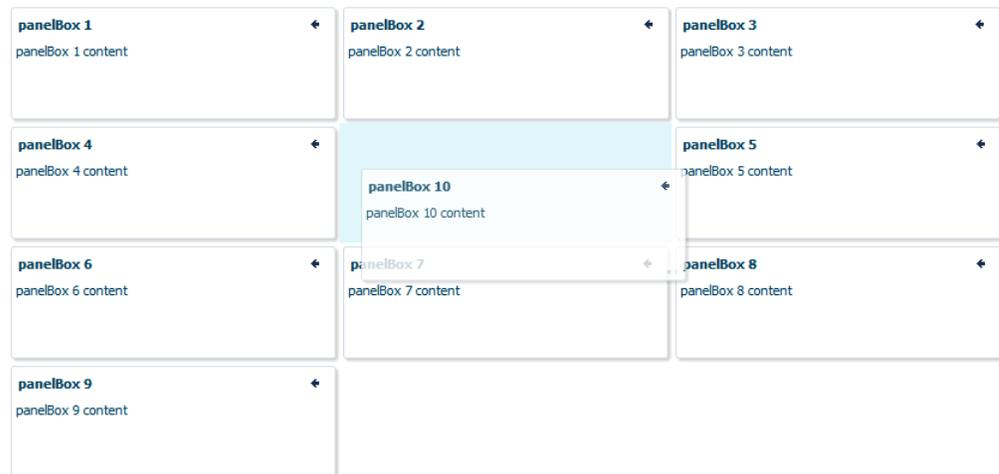 panelBox 1
panelBox 1 content
panelBox 2
panelBox 2 content
panelBox 3
panelBox 3 content
panelBox 4
panelBox 4 content
panelBox 10
panelBox 10 content
panelBox 5
panelBox 5 content
panelBox 6
panelBox 6 content
panelBox 7
panelBox 7 content
panelBox 8
panelBox 8 content
panelBox 9
panelBox 9 content